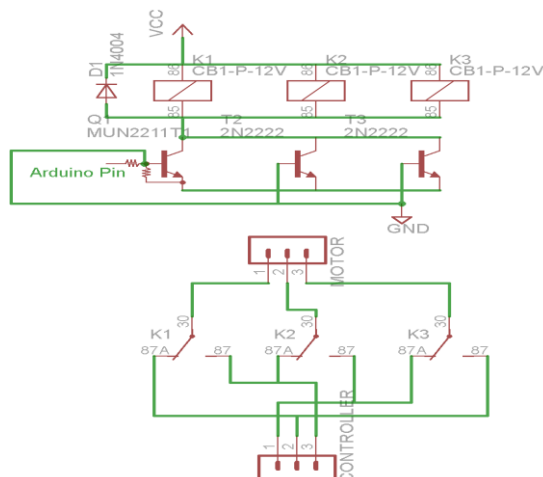 VCC
D1
1N4004
86
K1
CB1-P-12V
85
86
K2
CB1-P-12V
85
86
K3
CB1-P-12V
85
Q1
MUN2211T1
T2
2N2222
T3
2N2222
Arduino Pin
GND
MOTOR
1 2 3
K1
30
87A
87
K2
30
87A
87
K3
30
87A
87
1 2 3
CONTROLLER